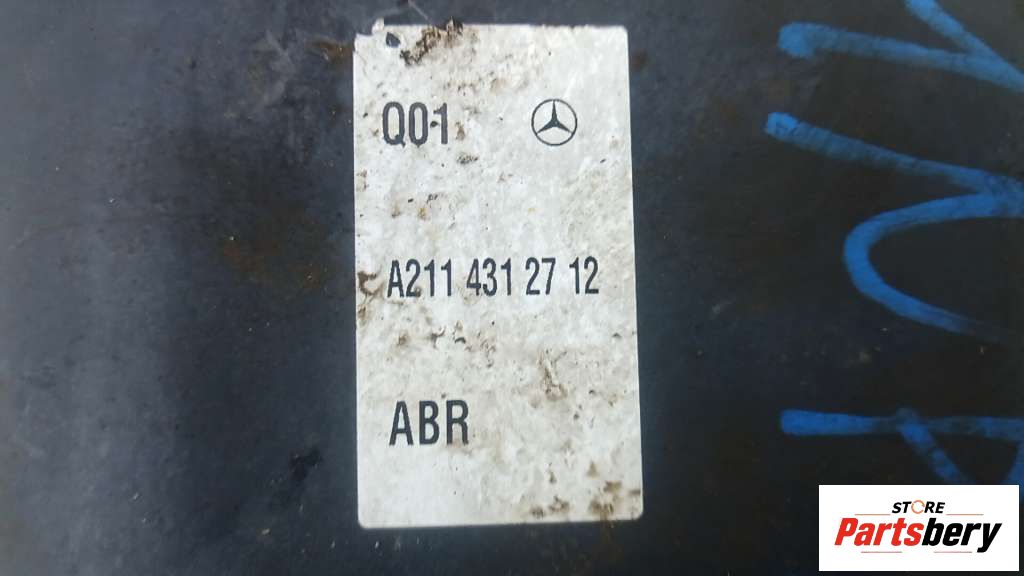 Q01
A211 431 27 12
ABR
STORE
Partsbery